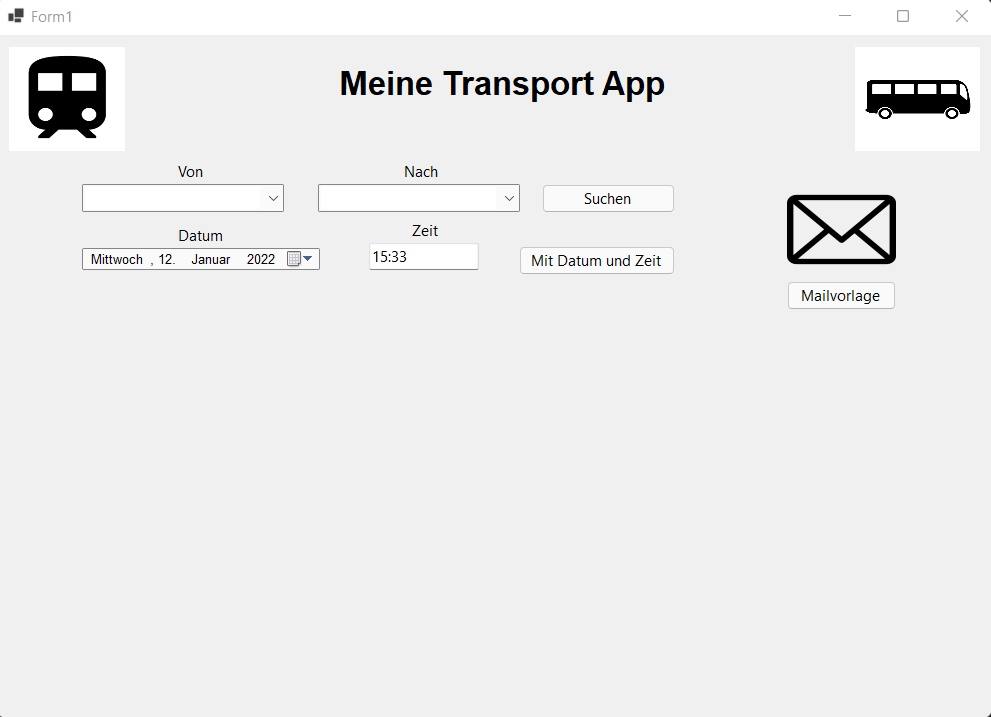 Form1
Meine Transport App
Von
Nach
Suchen
Datum
Zeit
Mittwoch , 12. Januar 2022
15:33
Mit Datum und Zeit
Mailvorlage